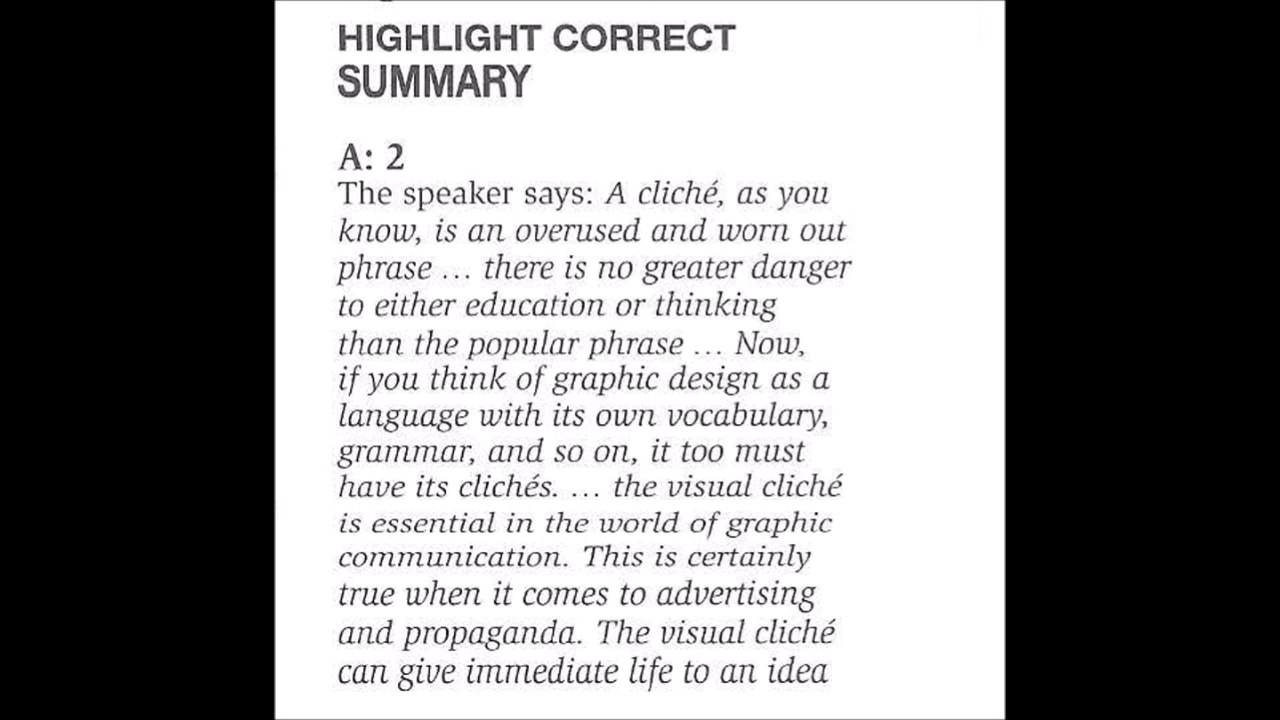 HIGHLIGHT CORRECT
SUMMARY
A: 2
The speaker says: A cliché, as you
know, is an overused and worn out
phrase … there is no greater danger
to either education or thinking
than the popular phrase … Now,
if you think of graphic design as a
language with its own vocabulary,
grammar, and so on, it too must
have its clichés. … the visual cliché
is essential in the world of graphic
communication. This is certainly
true when it comes to advertising
and propaganda. The visual cliché
can give immediate life to an idea